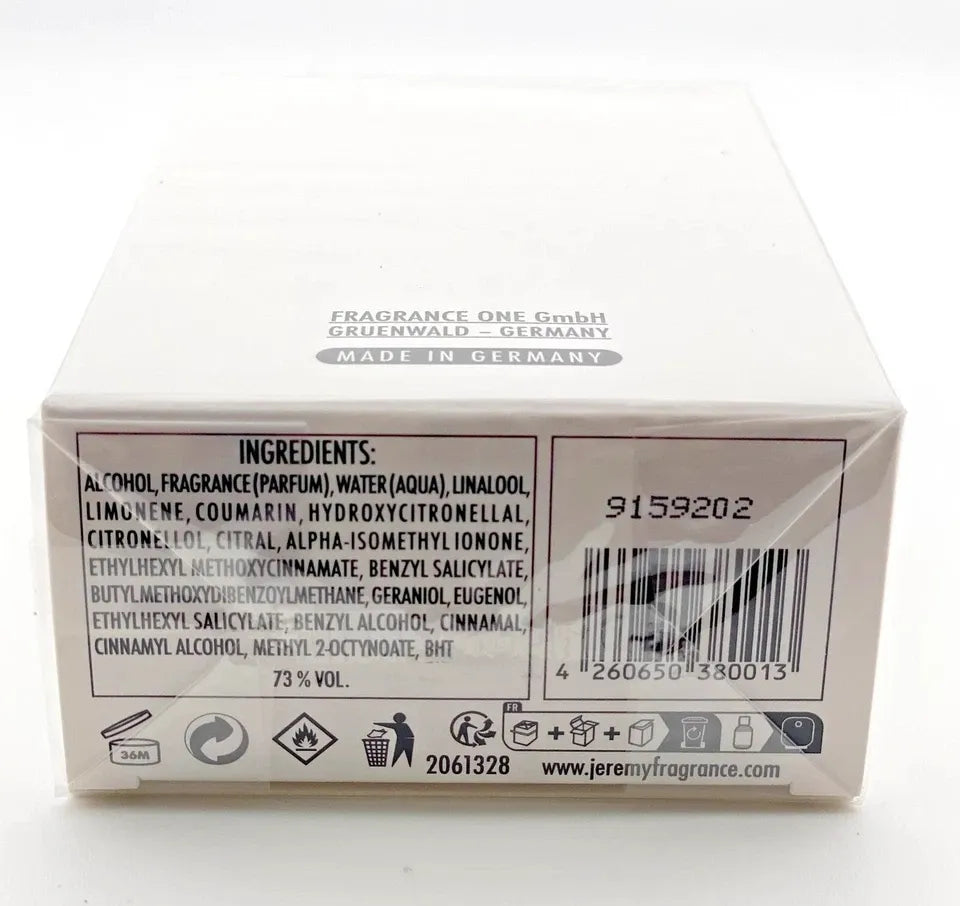 FRAGRANCE ONE GmbH
GRUENWALD – GERMANY
MADE IN GERMANY
INGREDIENTS:
ALCOHOL, FRAGRANCE (PARFUM), WATER (AQUA), LINALOOL,
LIMONENE, COUMARIN, HYDROXYCITRONELLAL,
CITRONELLOL, CITRAL, ALPHA-ISOMETHYL IONONE,
ETHYLHEXYL METHOXYCINNAMATE, BENZYL SALICYLATE,
BUTYLMETHOXYDIBENZOYLMETHANE, GERANIOL, EUGENOL,
ETHYLHEXYL SALICYLATE, BENZYL ALCOHOL, CINNAMAL,
CINNAMYL ALCOHOL, METHYL 2-OCTYNOATE, BHT
73 % VOL.
9159202
4 260650 380013
36M
2061328
FR
+ +
www.jeremyfragrance.com